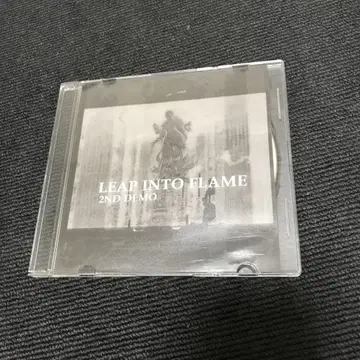 LEAP INTO FLAME
2ND DEMO